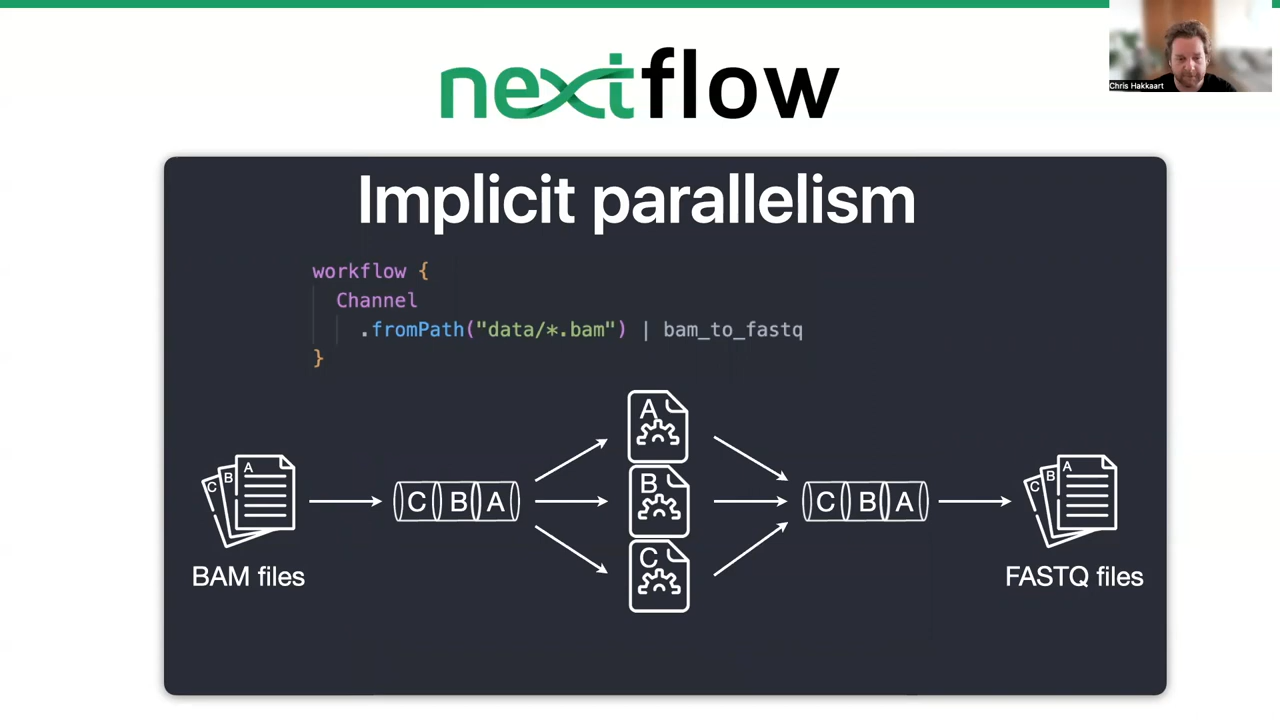 nextflow
Chris Hakkaart
Implicit parallelism
workflow {
Channel
.fromPath("data/*.bam") | bam_to_fastq
}
A
B
C
C B A
BAM files
A
B
C
C B A
A
B
C
FASTQ files